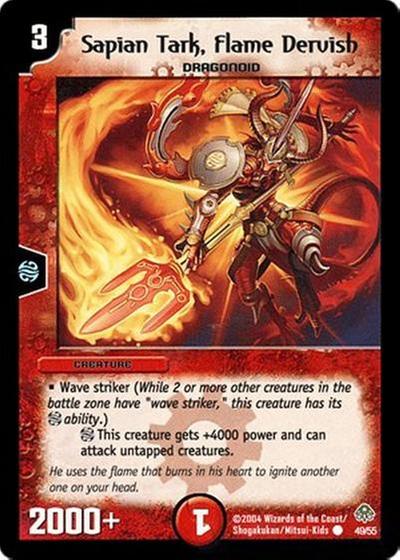 3
Sapian Tark, Flame Dervish
DRAGONOID
CREATURE
▪ Wave striker (While 2 or more other creatures in the
battle zone have "wave striker," this creature has its
ability.)
This creature gets +4000 power and can
attack untapped creatures.
He uses the flame that burns in his heart to ignite another
one on your head.
2000+
1
©2004 Wizards of the Coast/
Shogakukan/Mitsui-Kids ● 49/55